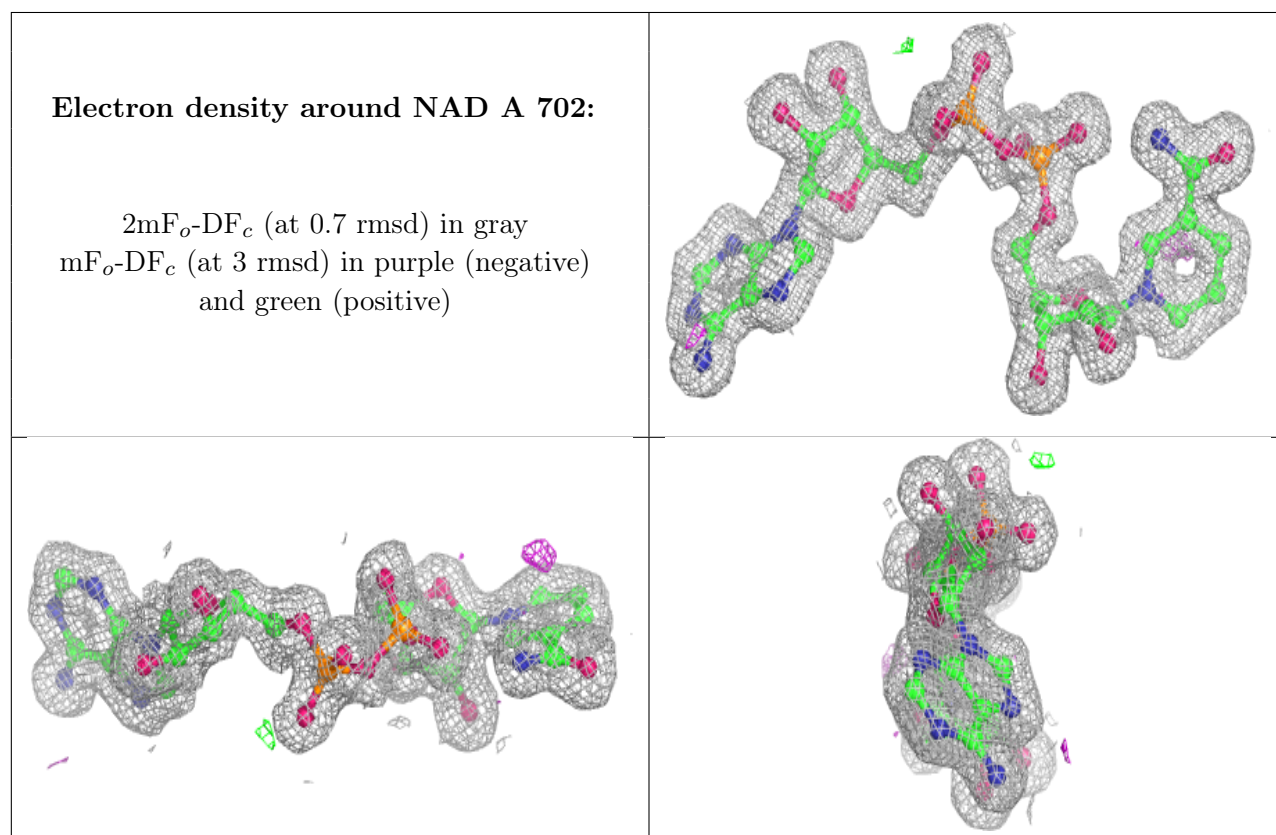 Electron density around NAD A 702:
2mFo-DFc (at 0.7 rmsd) in gray
mFo-DFc (at 3 rmsd) in purple (negative)
and green (positive)